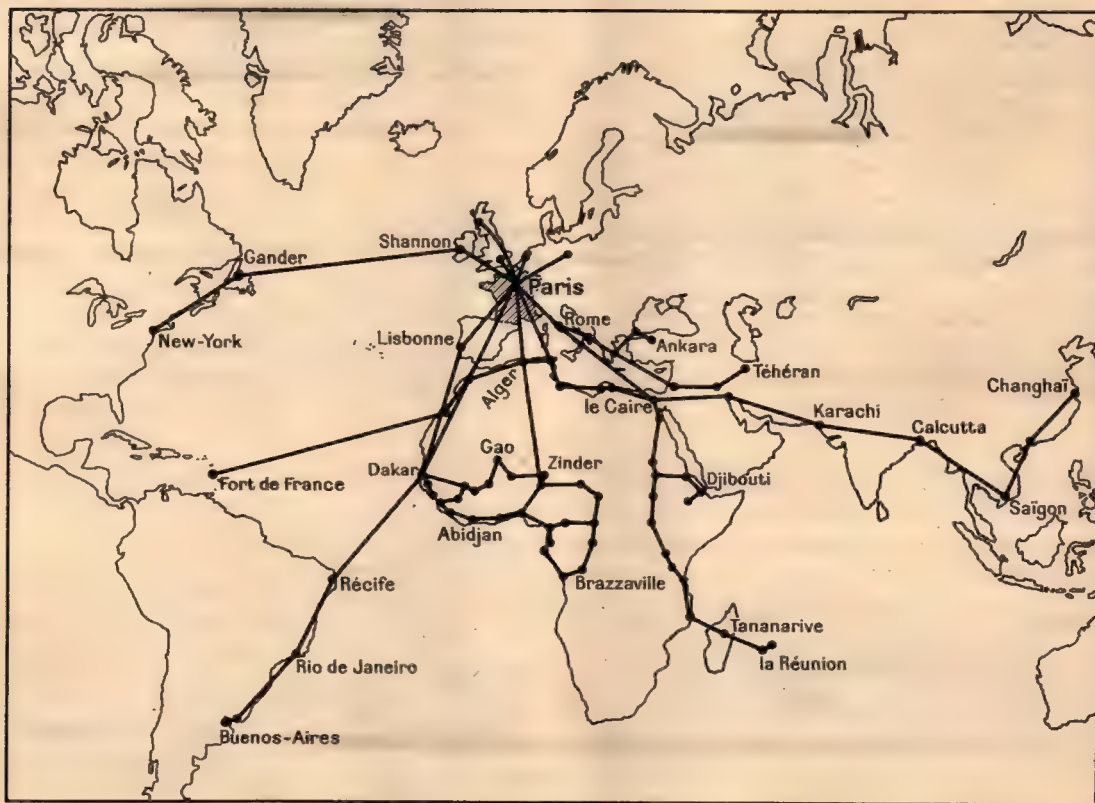 Shannon
Gander
Paris
New-York
Lisbonne
Rome
Ankara
Téhéran
Alger
le Caire
Changhaï
Karachi
Calcutta
Gao
Dakar
Zinder
Fort de France
Djibouti
Saïgon
Abidjan
Récife
Brazzaville
Tananarive
Rio de Janeiro
la Réunion
Buenos-Aires